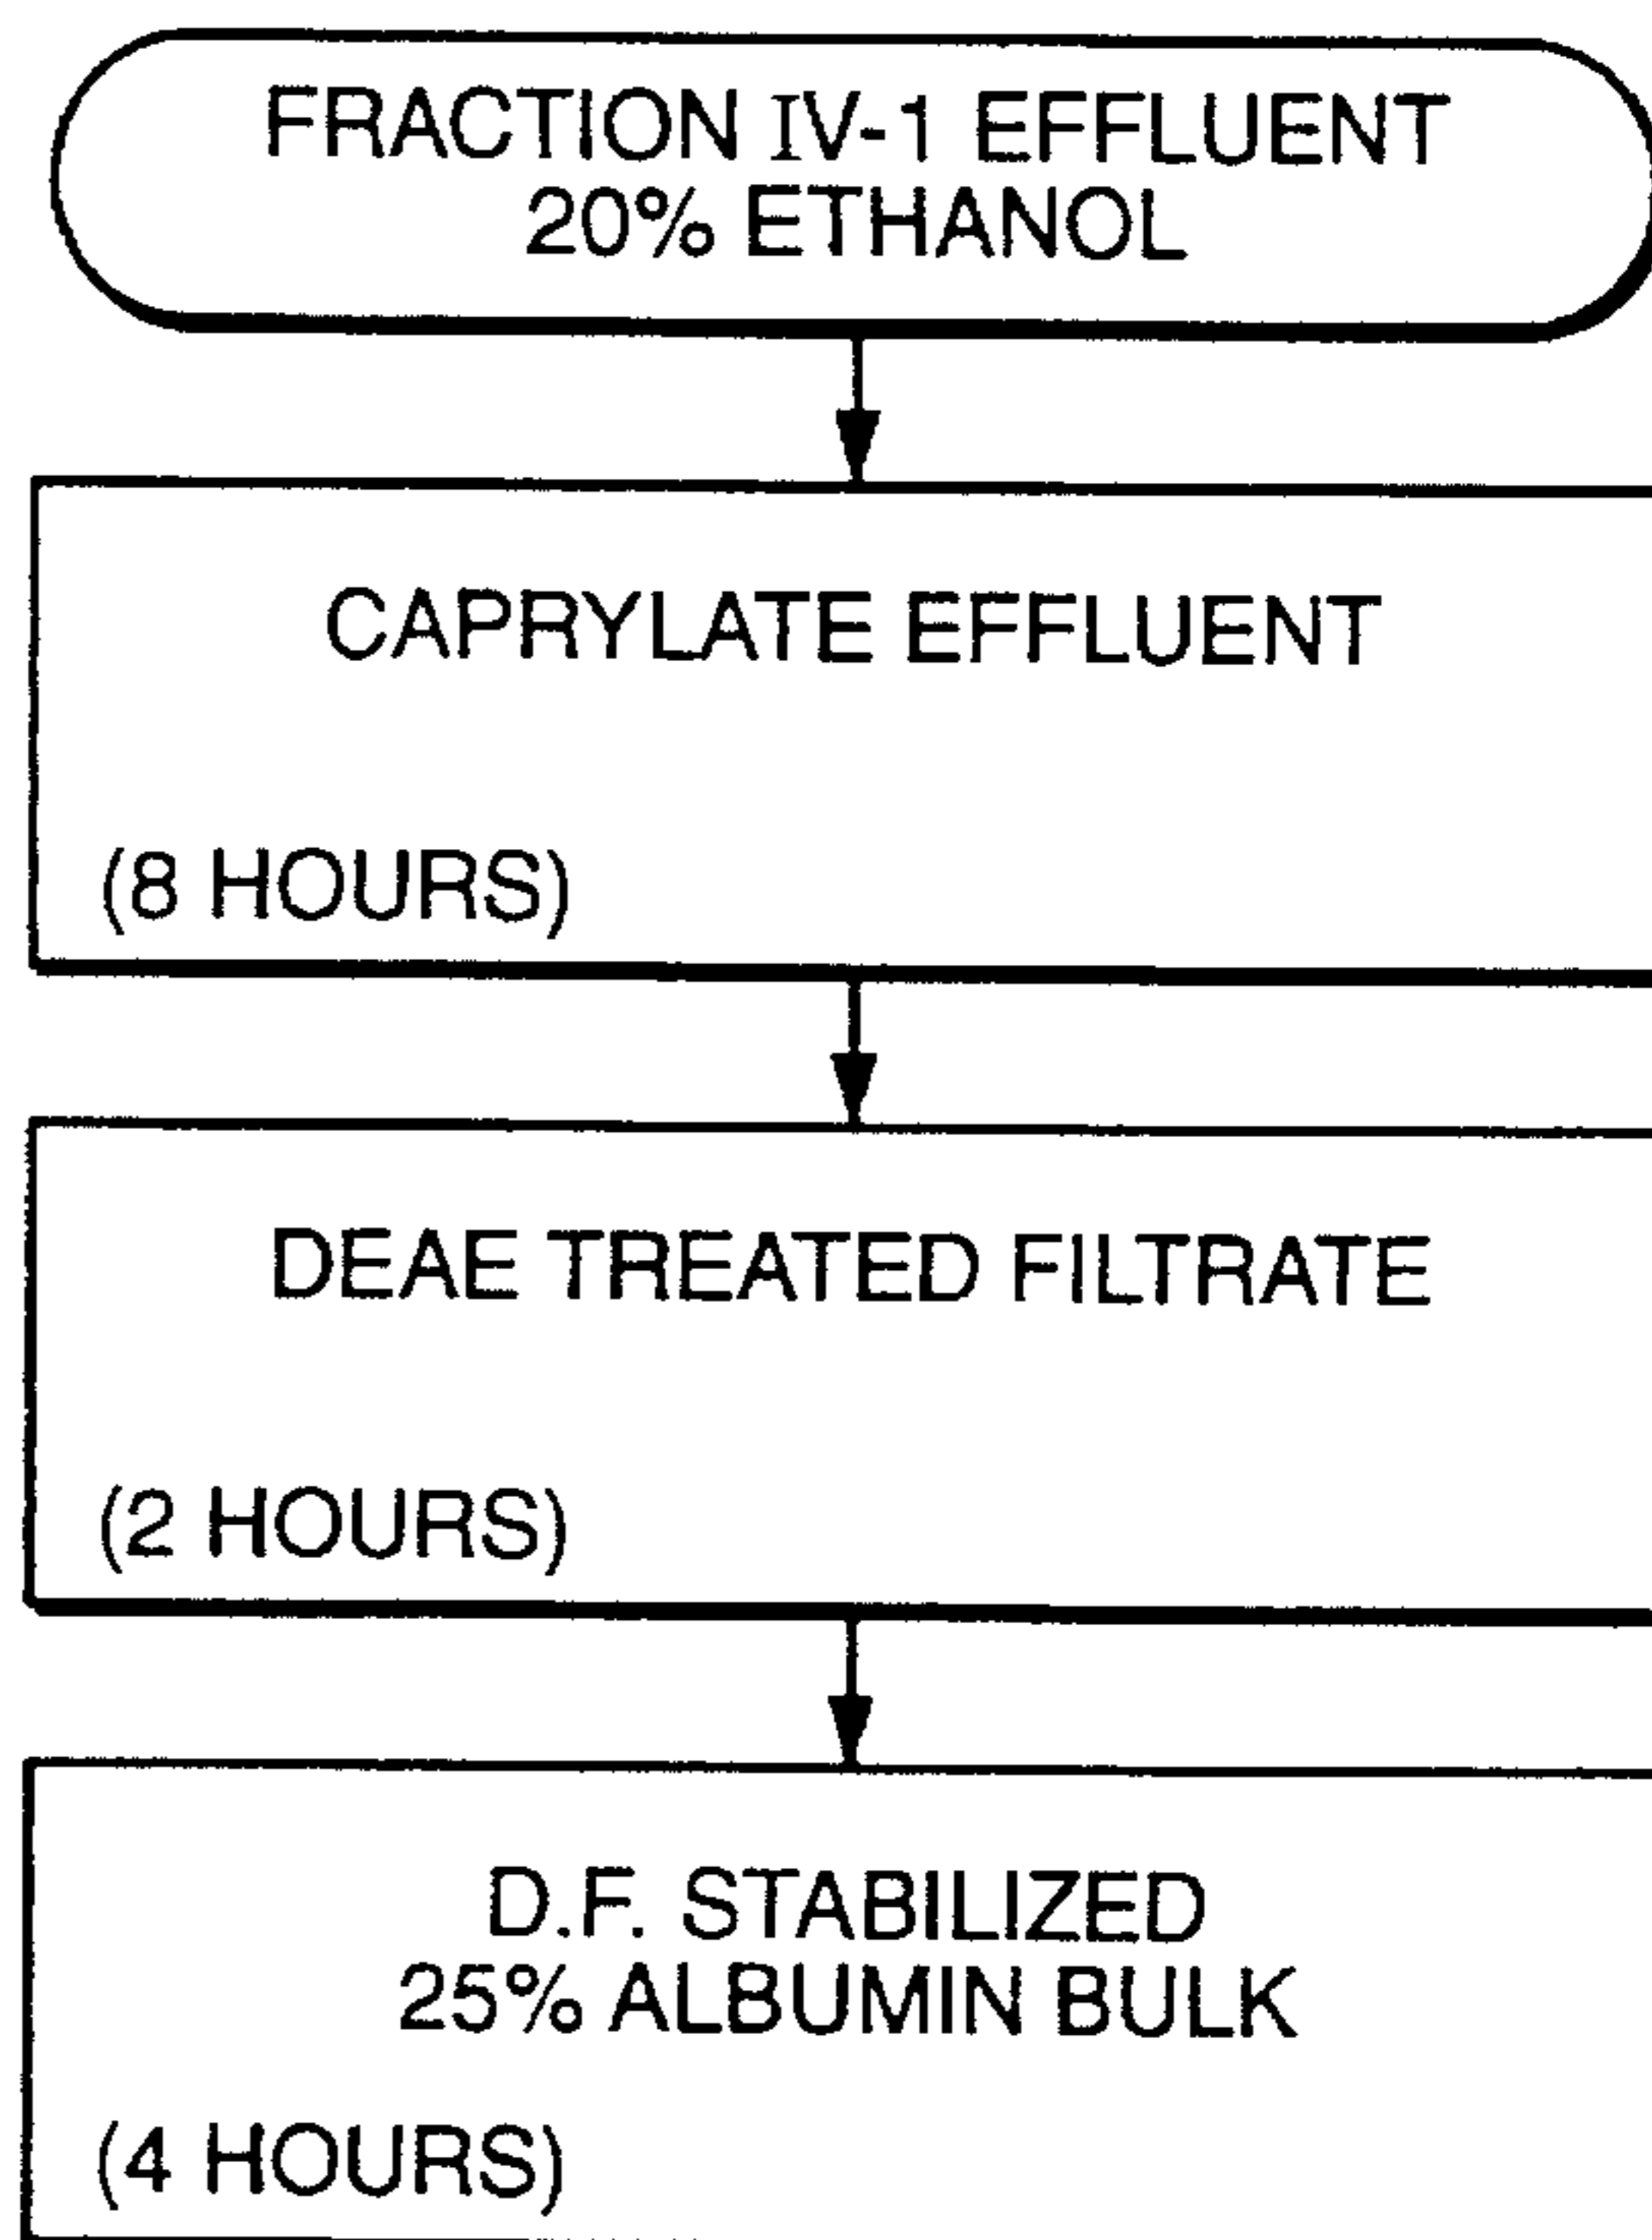 FRACTION IV-1 EFFLUENT
20% ETHANOL
CAPRYLATE EFFLUENT
(8 HOURS)
DEAE TREATED FILTRATE
(2 HOURS)
D.F. STABILIZED
25% ALBUMIN BULK
(4 HOURS)